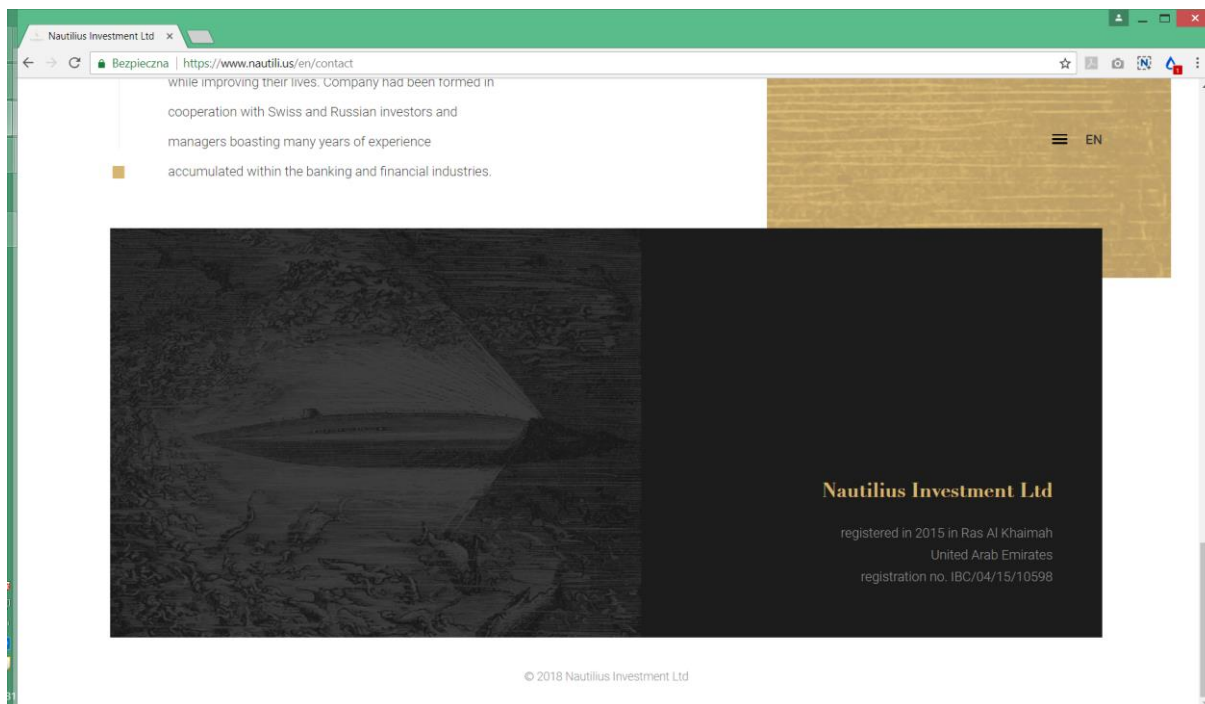 Nautilius Investment Ltd
Bezpieczna | https://www.nautili.us/en/contact
while improving their lives. Company had been formed in
cooperation with Swiss and Russian investors and
managers boasting many years of experience
accumulated within the banking and financial industries.
EN
Nautilius Investment Ltd
registered in 2015 in Ras Al Khaimah
United Arab Emirates
registration no. IBC/04/15/10598
© 2018 Nautilius Investment Ltd